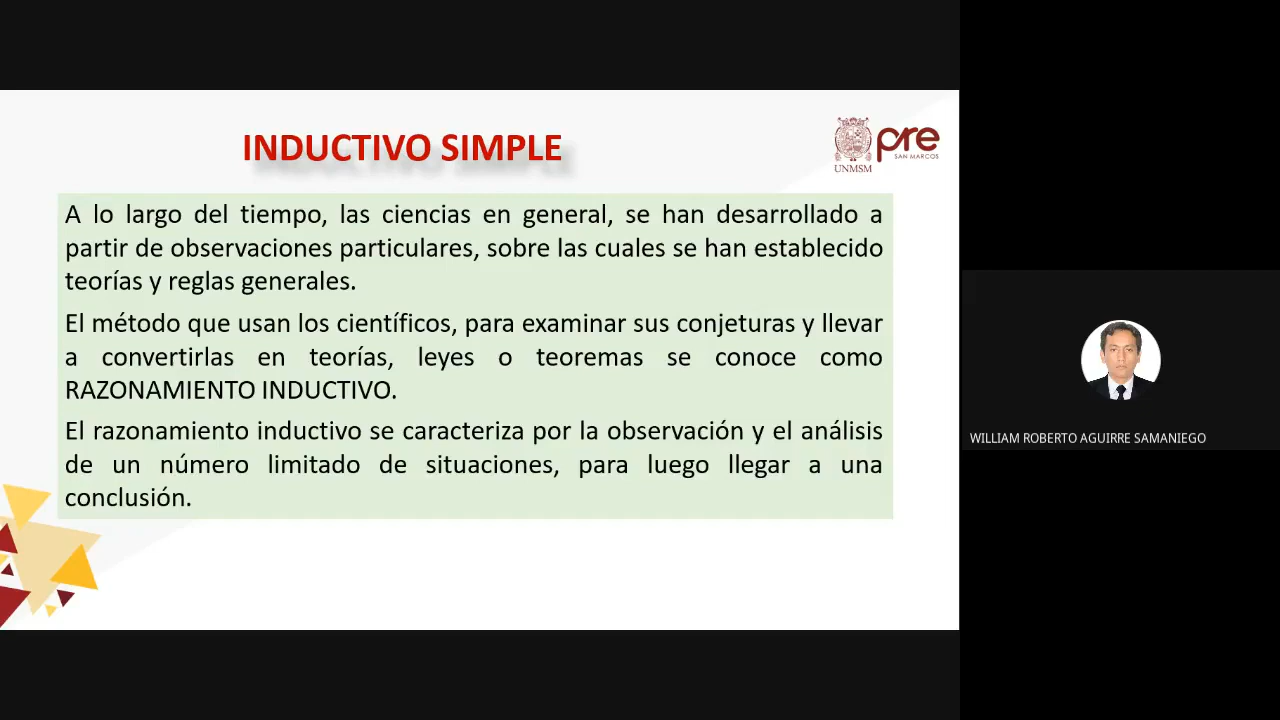 INDUCTIVO SIMPLE
UNMSM
pre
SAN MARCOS
A lo largo del tiempo, las ciencias en general, se han desarrollado a
partir de observaciones particulares, sobre las cuales se han establecido
teorías y reglas generales.
El método que usan los científicos, para examinar sus conjeturas y llevar
a convertirlas en teorías, leyes o teoremas se conoce como
RAZONAMIENTO INDUCTIVO.
El razonamiento inductivo se caracteriza por la observación y el análisis
de un número limitado de situaciones, para luego llegar a una
conclusión.
WILLIAM ROBERTO AGUIRRE SAMANIEGO